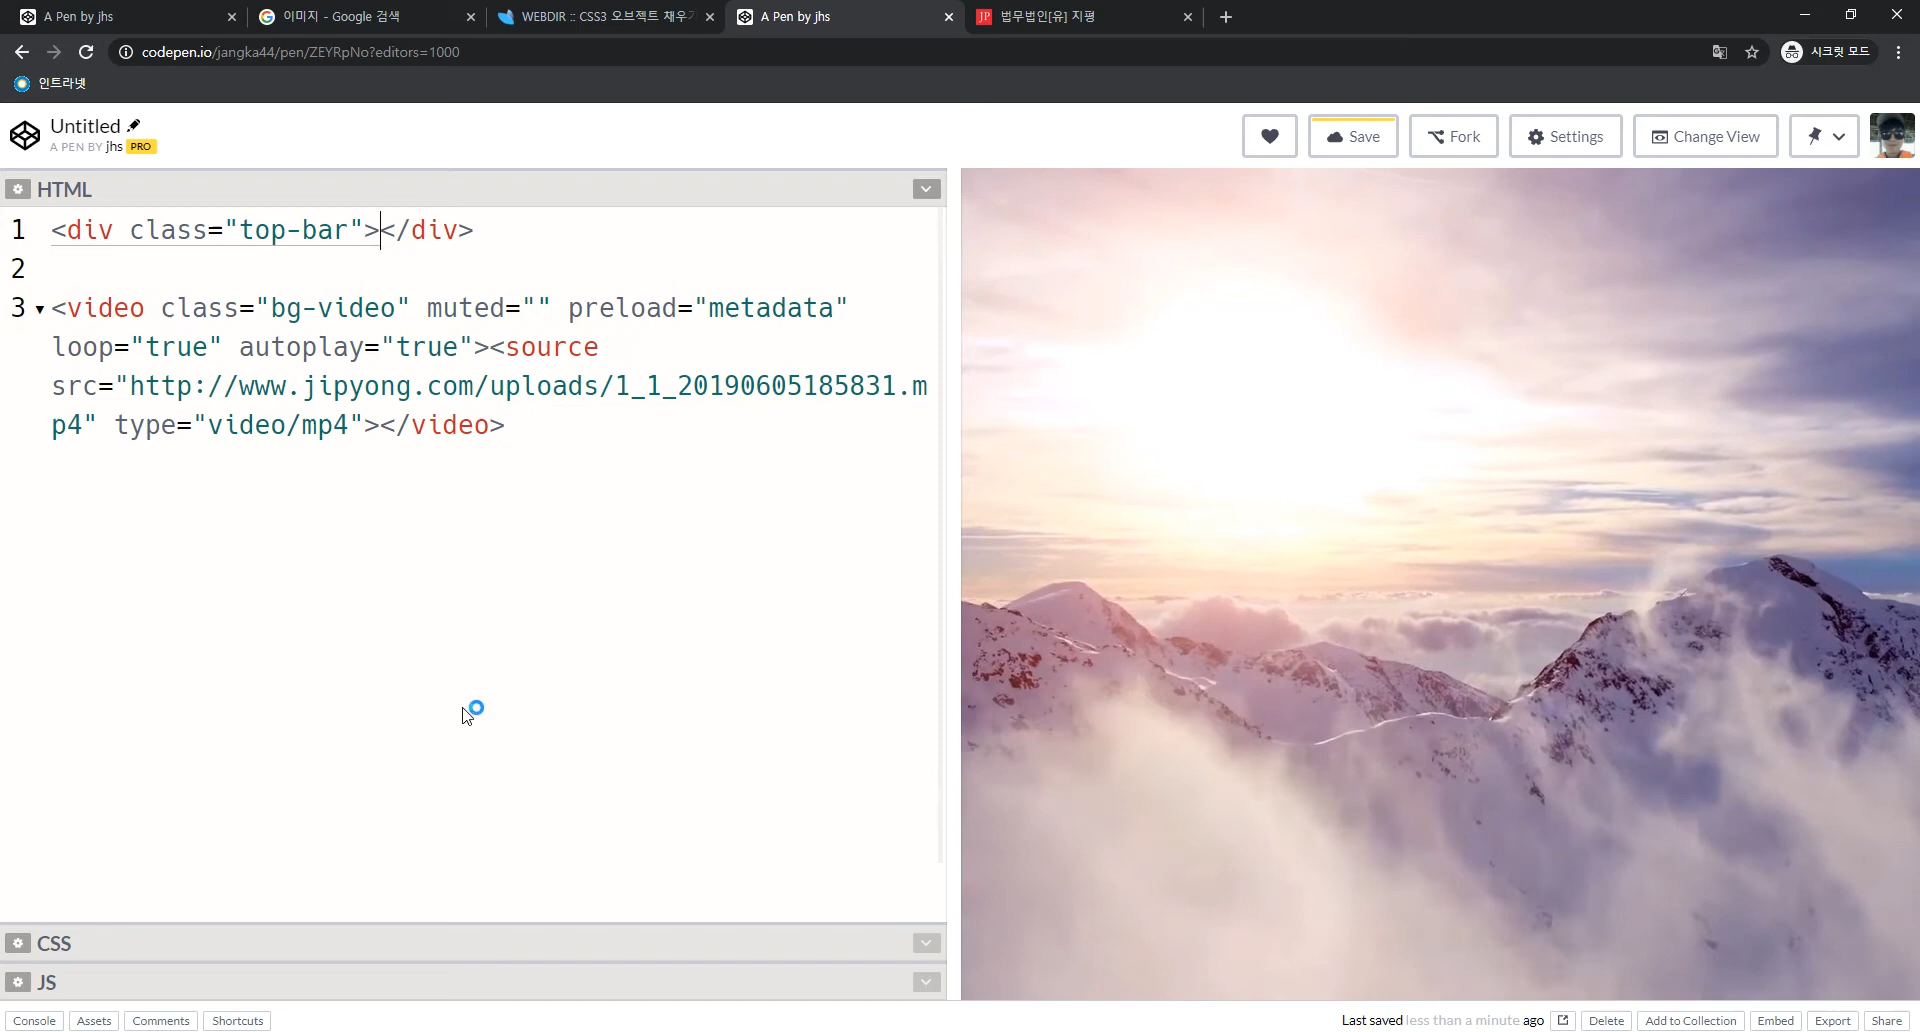 A Pen by jhs
이미지 - Google 검색
WEBDIR :: CSS3 오브젝트 채우기
A Pen by jhs
JP 법무법인[유] 지평
codepen.io/jangka44/pen/ZEYRpNo?editors=1000
시크릿 모드
인트라넷
Untitled
A PEN BY jhs PRO
Save
Fork
Settings
Change View
HTML
1 <div class="top-bar"></div>
2
3 <video class="bg-video" muted="" preload="metadata"
loop="true" autoplay="true"><source
src="http://www.jipyong.com/uploads/1_1_20190605185831.m
p4" type="video/mp4"></video>
CSS
JS
Console Assets Comments Shortcuts
Last saved less than a minute ago
Delete Add to Collection Embed Export Share